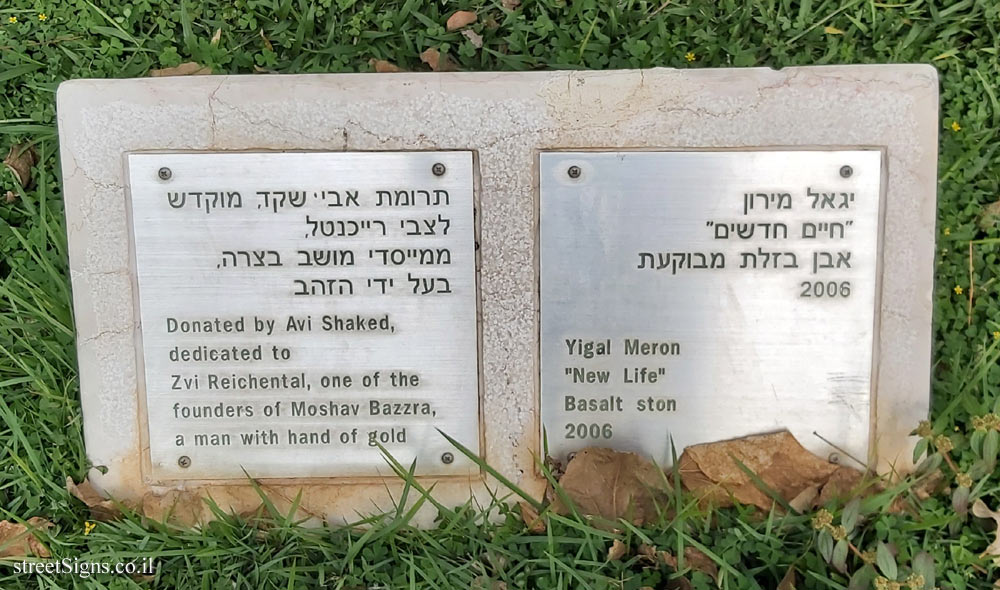 תרומת אבי שקד, מוקדש
לצבי רייכנטל,
ממייסדי מושב בצרה,
בעל ידי הזהב
Donated by Avi Shaked,
dedicated to
Zvi Reichental, one of the
founders of Moshav Bazzra,
a man with hand of gold
יגאל מירון
"חיים חדשים"
אבן בזלת מבוקעת
2006
Yigal Meron
"New Life"
Basalt ston
2006
streetSigns.co.il